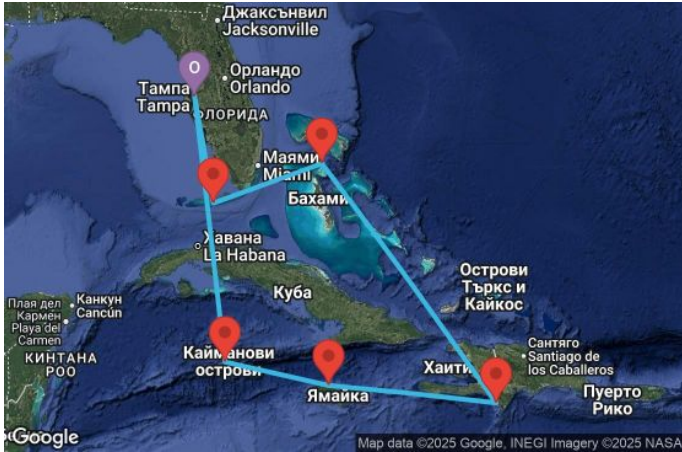 Джаксънвил
Jacksonville
O
Орландо
Orlando
Тампа
Tampa
ФЛОРИДА
Маями
Miami
Бахами
Хавана
La Habana
Куба
Острови
Търкс и
Кайкос
Плая дел
Кармен
Playa del
Carmen
Канкун
Cancún
КИНТАНА
РОО
Кайманови
острови
Ямайка
Хаити
Сантяго
Santiago de
los Caballeros
Пуерто
Рико
Google
Map data ©2025 Google, INEGI Imagery ©2025 NASA